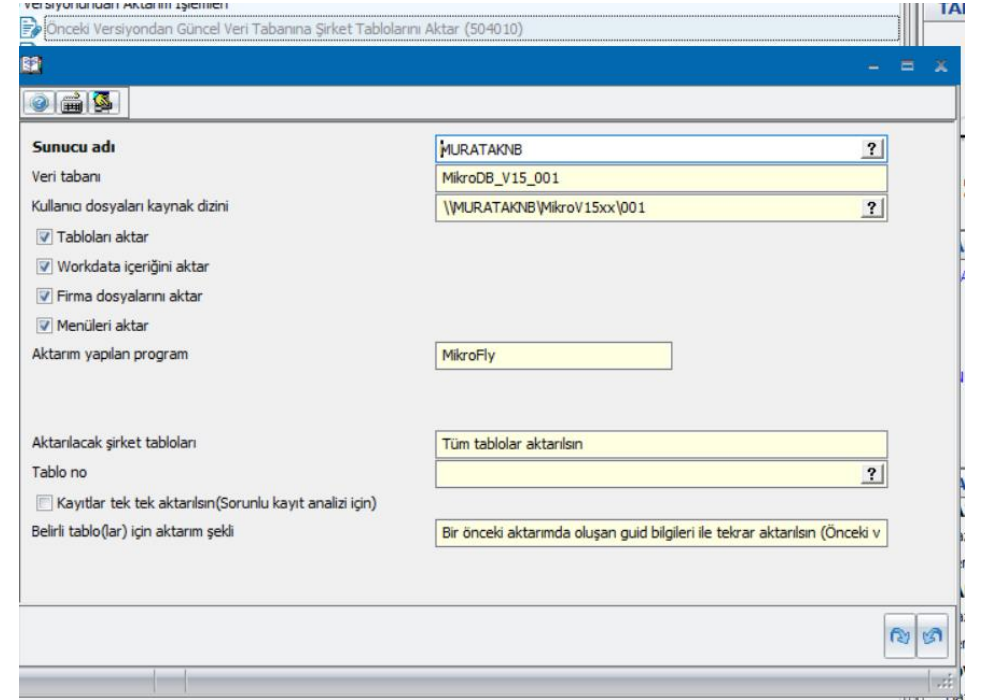 Versiyonundan Aktarım İşlemleri
Önceki Versiyondan Güncel Veri Tabanına Şirket Tablolarını Aktar (504010)
Sunucu adı
MURATAKNB
?
Veri tabanı
MikroDB_V15_001
Kullanıcı dosyaları kaynak dizini
\\MURATAKNB\MikroV15xx\001
?
Tabloları aktar
Workdata içeriğini aktar
Firma dosyalarını aktar
Menüleri aktar
Aktarım yapılan program
MikroFly
Aktarılacak şirket tabloları
Tüm tablolar aktarılsın
Tablo no
?
Kayıtlar tek tek aktarılsın(Sorunlu kayıt analizi için)
Belirli tablo(lar) için aktarım şekli
Bir önceki aktarımda oluşan guid bilgileri ile tekrar aktarılsın (Önceki v